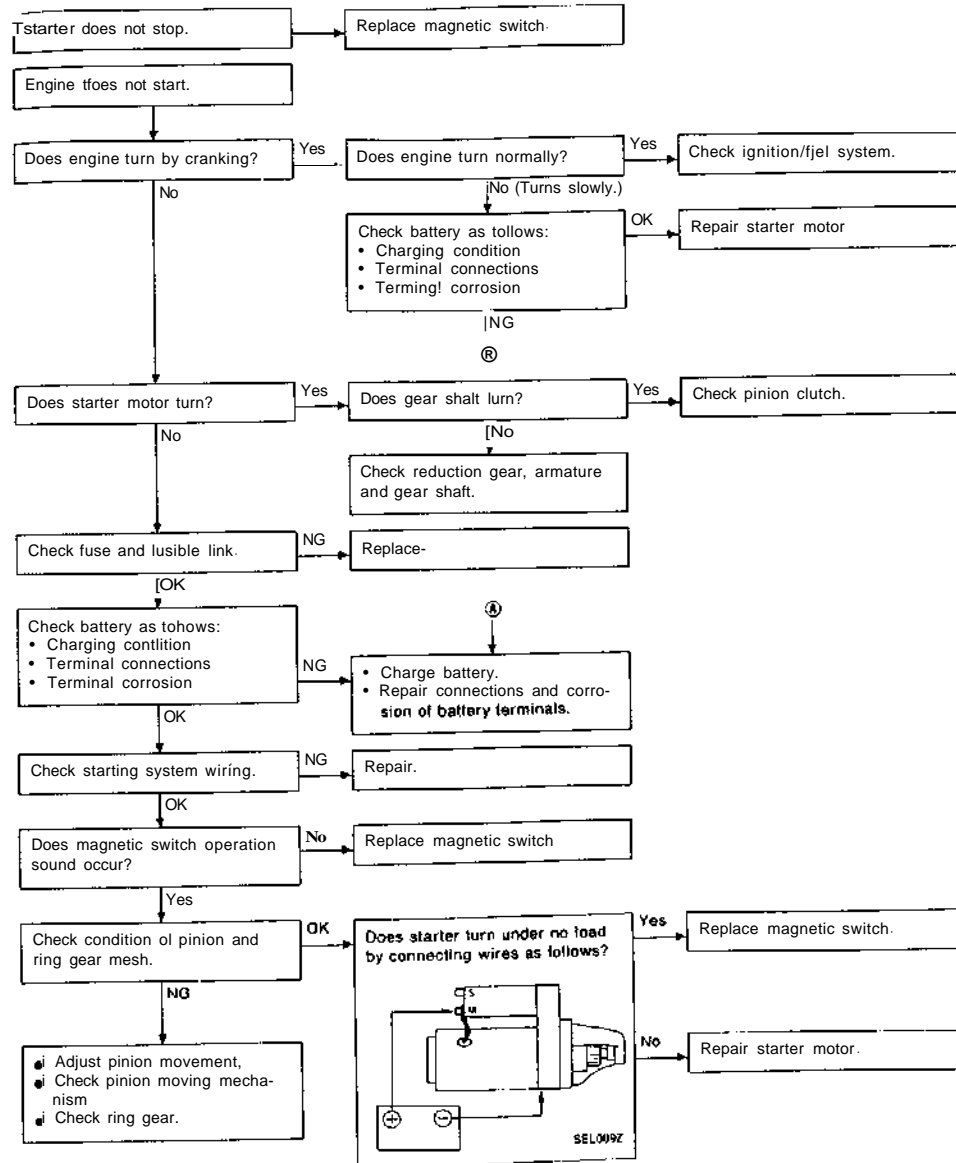 Tstarter does not stop.
Replace magnetic switch.
Engine tfoes not start.
Does engine turn by cranking?
Yes
Does engine turn normally?
Yes
Check ignition/fjel system.
No
¡No (Turns slowly.)
Check battery as tollows:
• Charging condition
• Terminal connections
• Terming! corrosion
OK
Repair starter motor
|NG
®
Does starter motor turn?
Yes
Does gear shalt lurn?
Yes
Check pinion clutch.
No
[No
Check reduction gear, armature
and gear shaft.
Check fuse and lusible link.
NG
Replace-
[OK
Check battery as tohows:
• Charging contlition
• Terminal connections
• Terminal corrosion
NG
Ⓐ
• Charge battery.
• Repair connections and corro-
sion of battery terminals.
OK
Check starting system wiríng.
NG
Repair.
OK
Does magnetic switch operation
sound occur?
No
Replace magnetic switch
Yes
Check condition ol pinion and
ring gear mesh.
OK
Does starter turn under no load
by connecting wires as follows?
Yes
Replace magnetic switch.
S
M
No
Repair starter motor.
NG
•i Adjust pinion movement,
•i Check pinion moving mecha-
nism
•i Check ring gear.
+ −
SEL009Z